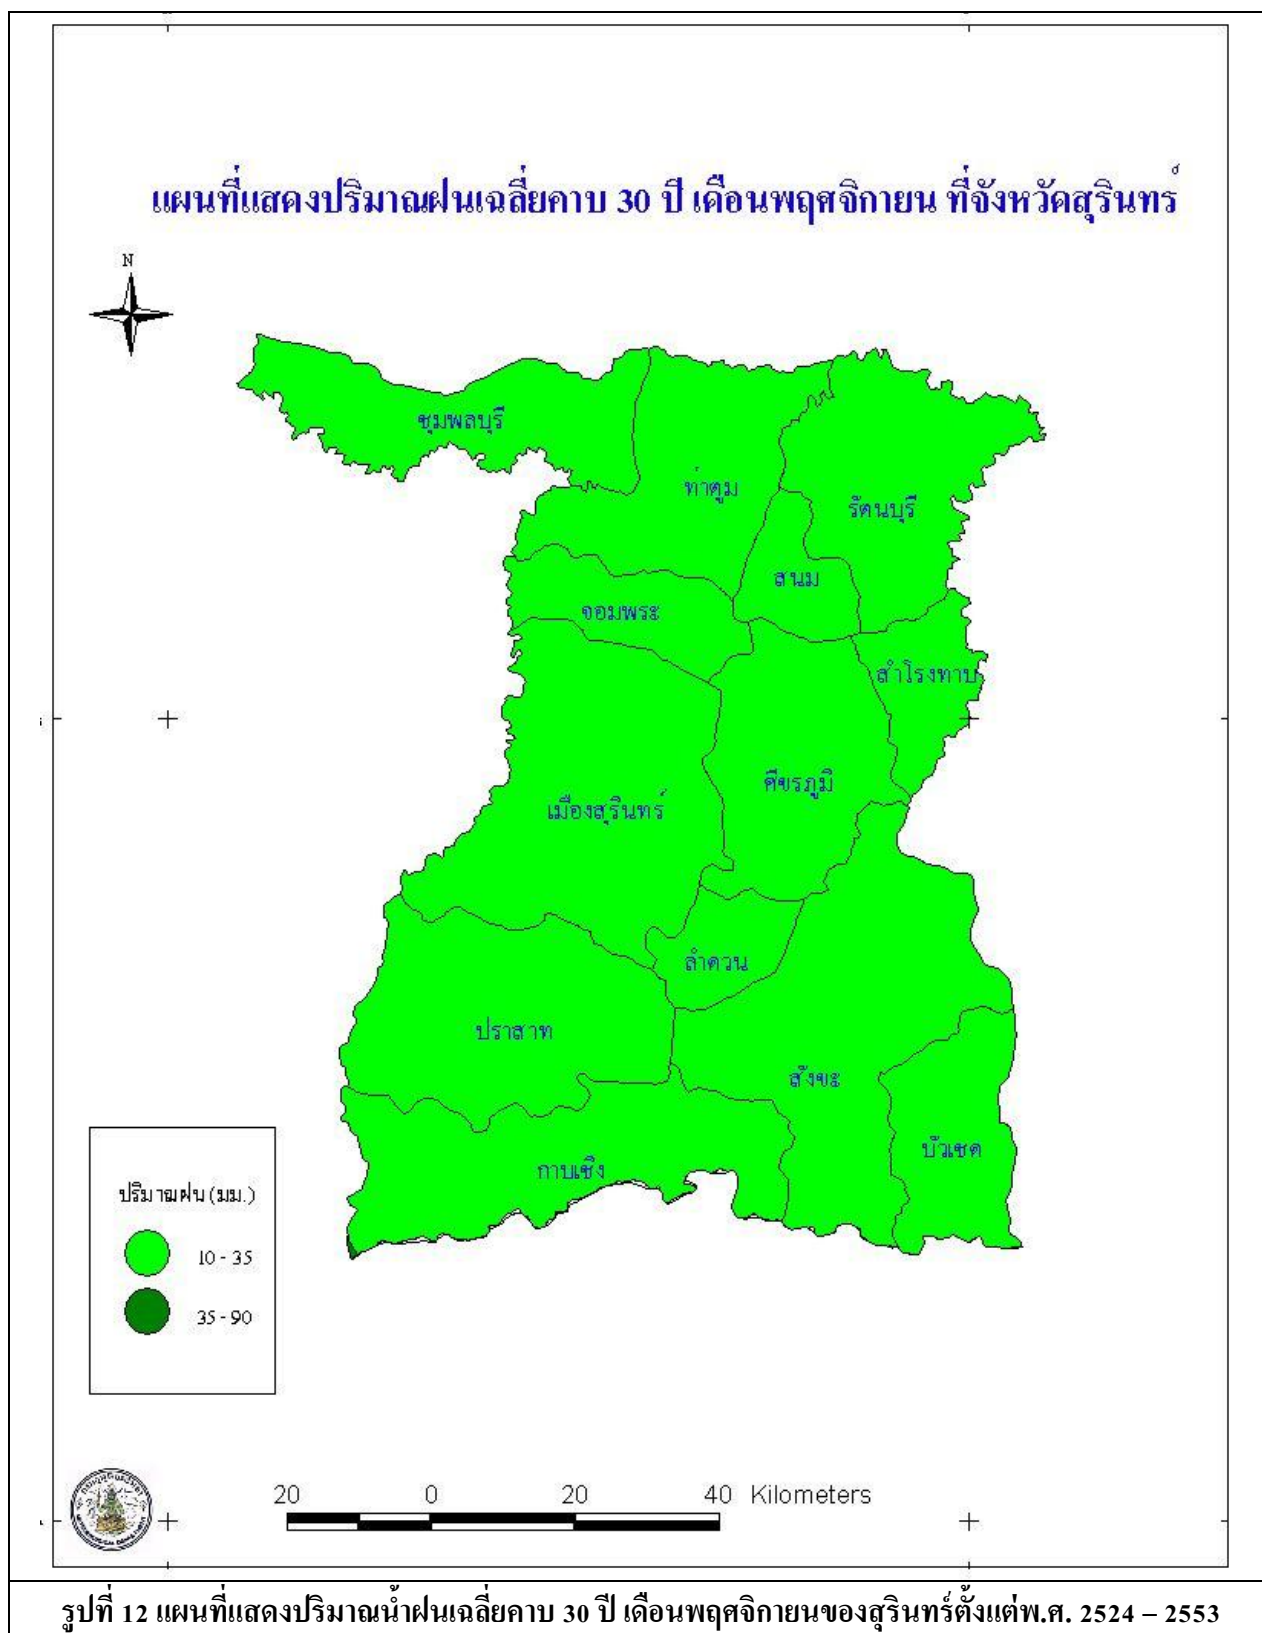 แผนที่แสดงปริมาณฝนเฉลี่ยคาบ 30 ปี เดือนพฤศจิกายน ที่จังหวัดสุรินทร์
N
ชุมพลบุรี
ท่าตูม
รัตนบุรี
สนม
จอมพระ
สำโรงทาบ
ศีขรภูมิ
เมืองสุรินทร์
ลำดวน
ปราสาท
สังขะ
บัวเชด
กาบเชิง
ปริมาณฝน (มม.)
10 - 35
35 - 90
20 0 20 40 Kilometers
รูปที่ 12 แผนที่แสดงปริมาณน้ำฝนเฉลี่ยคาบ 30 ปี เดือนพฤศจิกายนของสุรินทร์ตั้งแต่พ.ศ. 2524 – 2553